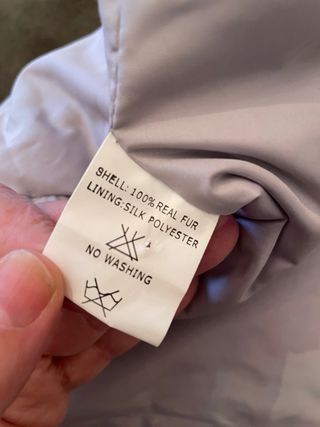 SHELL: 100% REAL FUR
LINING:SILK POLYESTER
NO WASHING